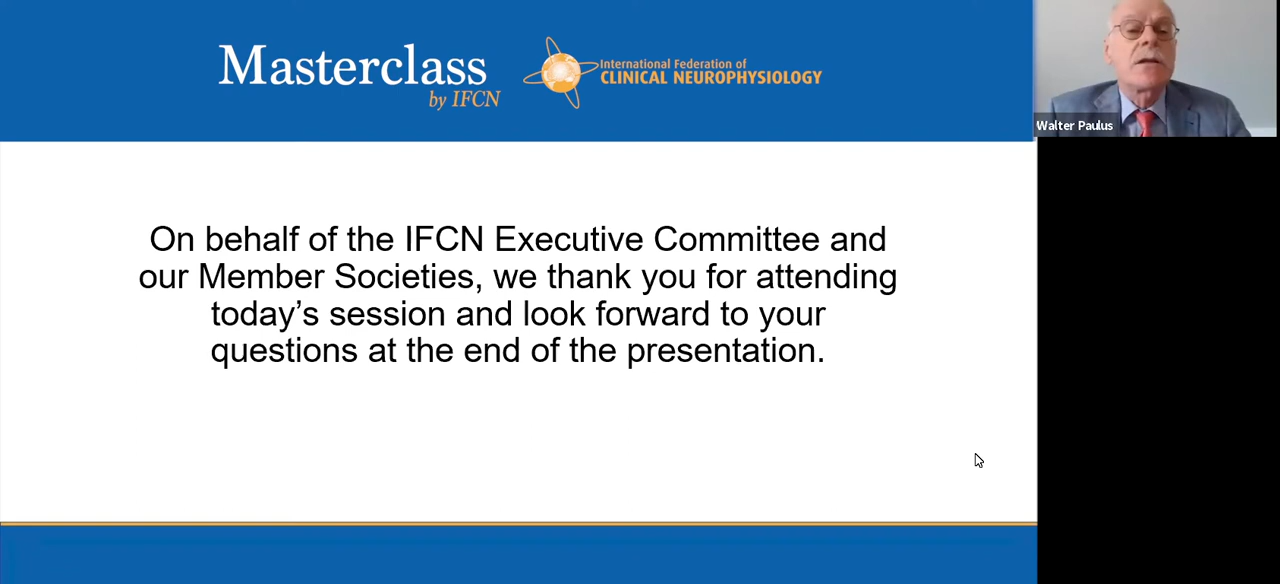 Masterclass
by IFCN
International Federation of
CLINICAL NEUROPHYSIOLOGY
Walter Paulus
On behalf of the IFCN Executive Committee and
our Member Societies, we thank you for attending
today’s session and look forward to your
questions at the end of the presentation.